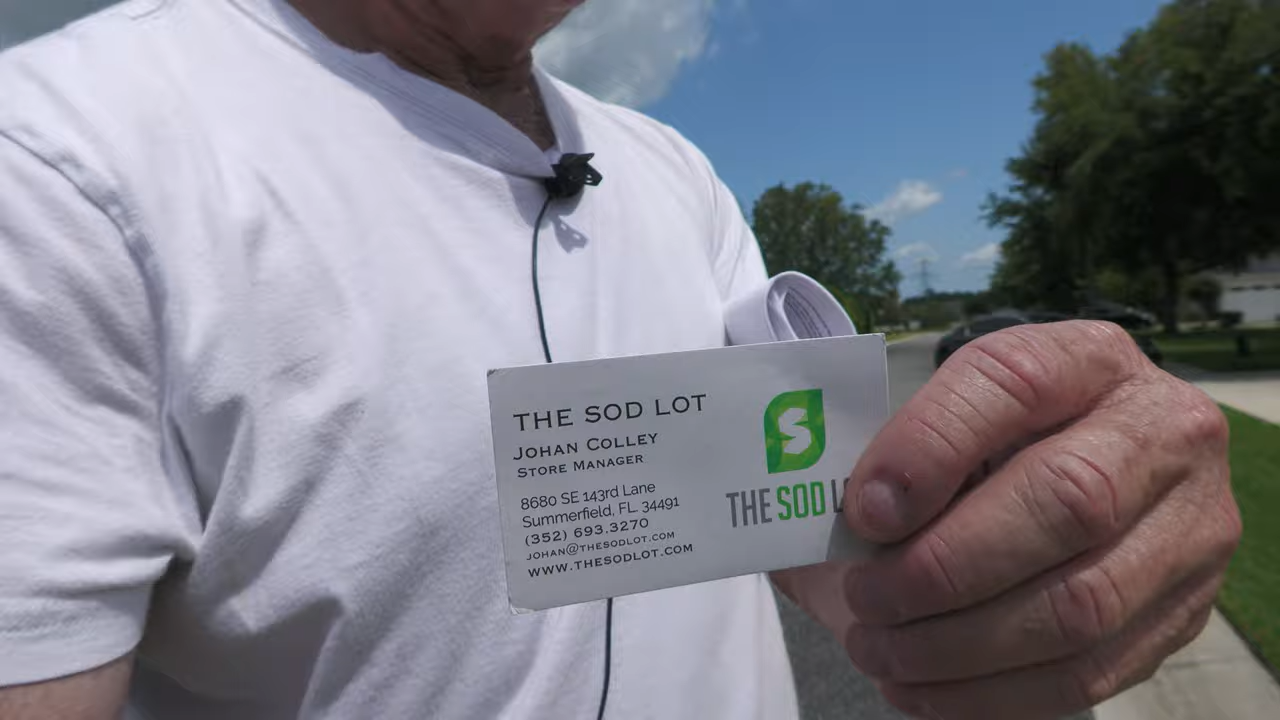 THE SOD LOT
JOHAN COLLEY
STORE MANAGER
8680 SE 143rd Lane
Summerfield, FL 34491
(352) 693.3270
JOHAN@THESODLOT.COM
WWW.THESODLOT.COM
S
THE SOD